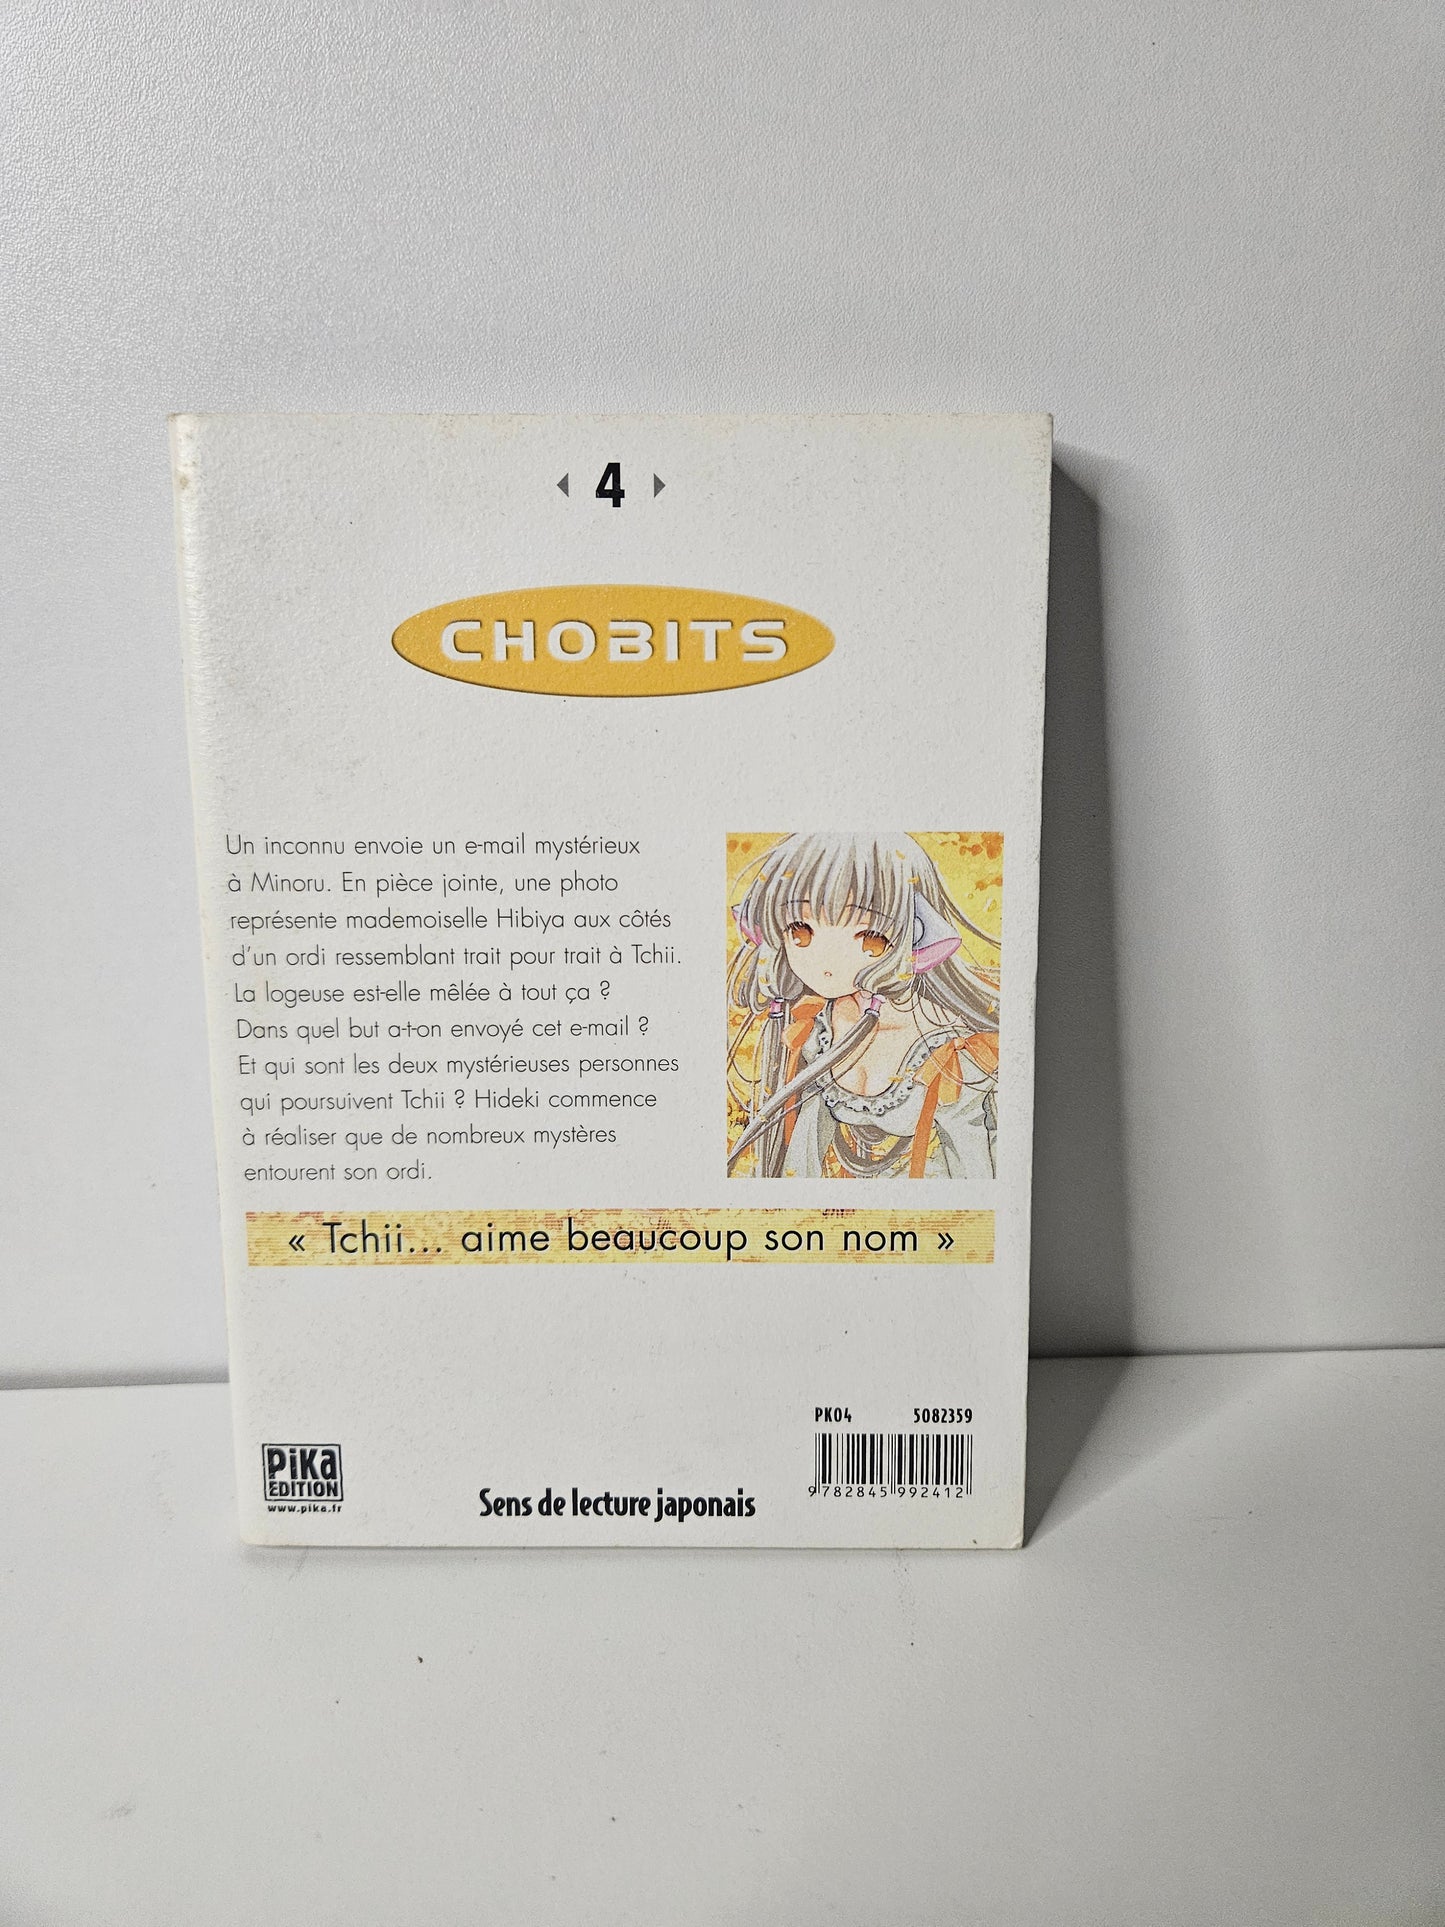 4
CHOBITS
Un inconnu envoie un e-mail mystérieux
à Minoru. En pièce jointe, une photo
représente mademoiselle Hibiya aux côtés
d'un ordi ressemblant trait pour trait à Tchii.
La logeuse est-elle mêlée à tout ça ?
Dans quel but a-t-on envoyé cet e-mail ?
Et qui sont les deux mystérieuses personnes
qui poursuivent Tchii ? Hideki commence
à réaliser que de nombreux mystères
entourent son ordi.
« Tchii... aime beaucoup son nom »
PK04 5082359
9 782845 992412
PiKa
EDITION
www.pika.fr
Sens de lecture japonais